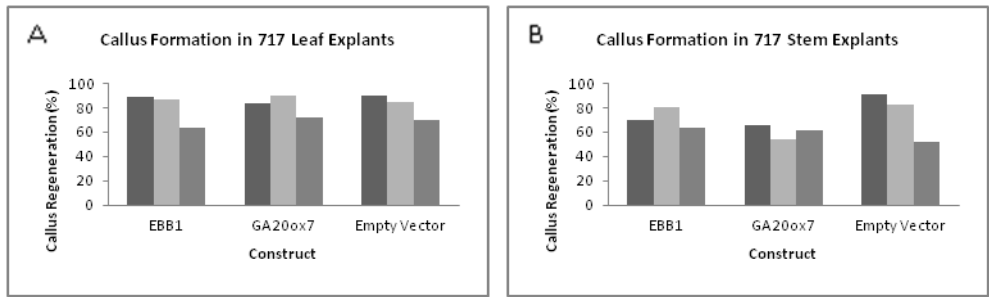 A
Callus Formation in 717 Leaf Explants
Callus Regeneration (%)
100
80
60
40
20
0
EBB1 GA20ox7 Empty Vector
Construct
B
Callus Formation in 717 Stem Explants
Callus Regeneration (%)
100
80
60
40
20
0
EBB1 GA20ox7 Empty Vector
Construct